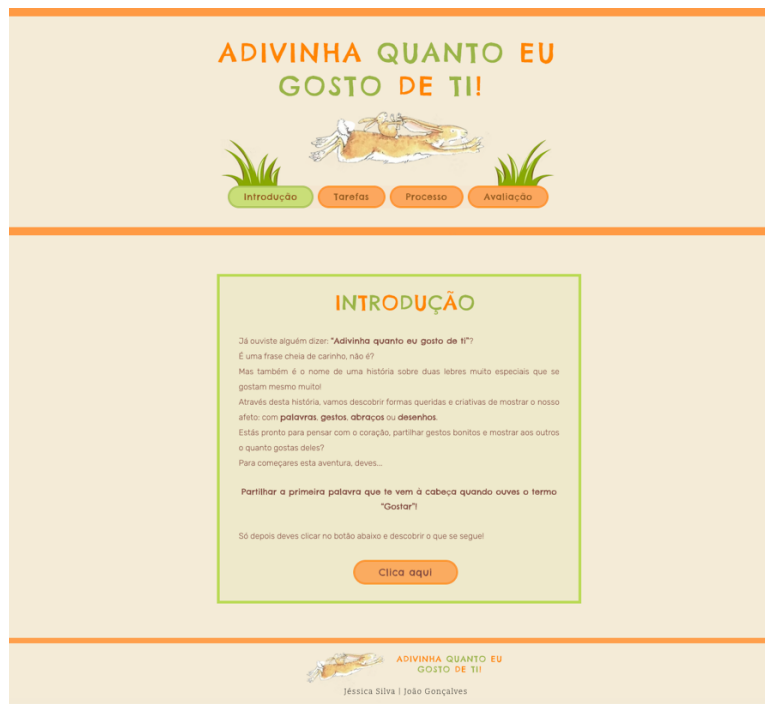 ADIVINHA QUANTO EU
GOSTO DE TI!
Introdução Tarefas Processo Avaliação
INTRODUÇÃO
Já ouviste alguém dizer: "Adivinha quanto eu gosto de ti"?
É uma frase cheia de carinho, não é?
Mas também é o nome de uma história sobre duas lebres muito especiais que se
gostam mesmo muito!
Através desta história, vamos descobrir formas queridas e criativas de mostrar o nosso
afeto: com palavras, gestos, abraços ou desenhos.
Estás pronto para pensar com o coração, partilhar gestos bonitos e mostrar aos outros
o quanto gostas deles?
Para começares esta aventura, deves...
Partilhar a primeira palavra que te vem à cabeça quando ouves o termo
"Gostar"!
Só depois deves clicar no botão abaixo e descobrir o que se segue!
Clica aqui
ADIVINHA QUANTO EU
GOSTO DE TI!
Jéssica Silva | João Gonçalves